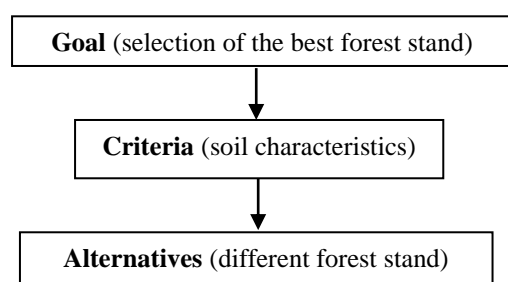 Goal (selection of the best forest stand)
Criteria (soil characteristics)
Alternatives (different forest stand)